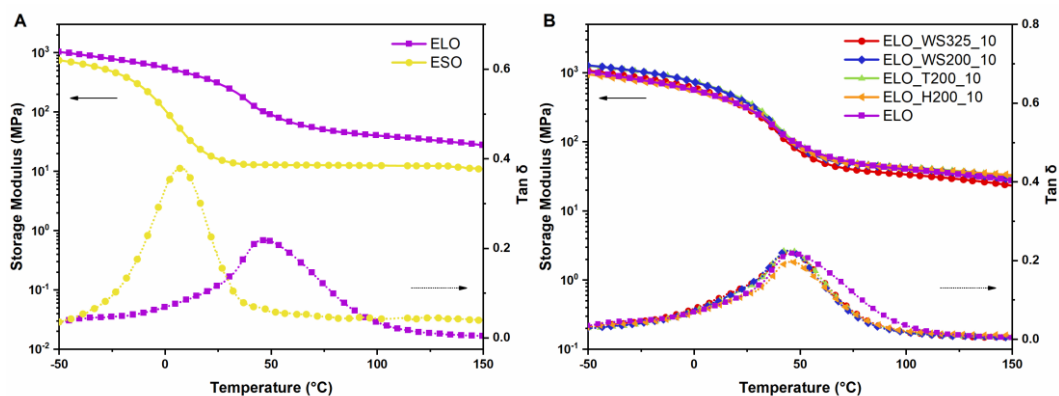 A
Storage Modulus (MPa)
10³
10²
10¹
10⁰
10⁻¹
10⁻²
-50
0
50
100
150
Temperature (°C)
0.6
0.4
0.2
0.0
Tan δ
ELO
ESO
B
Storage Modulus (MPa)
10³
10²
10¹
10⁰
10⁻¹
-50
0
50
100
150
Temperature (°C)
0.8
0.6
0.4
0.2
0.0
Tan δ
ELO_WS325_10
ELO_WS200_10
ELO_T200_10
ELO_H200_10
ELO